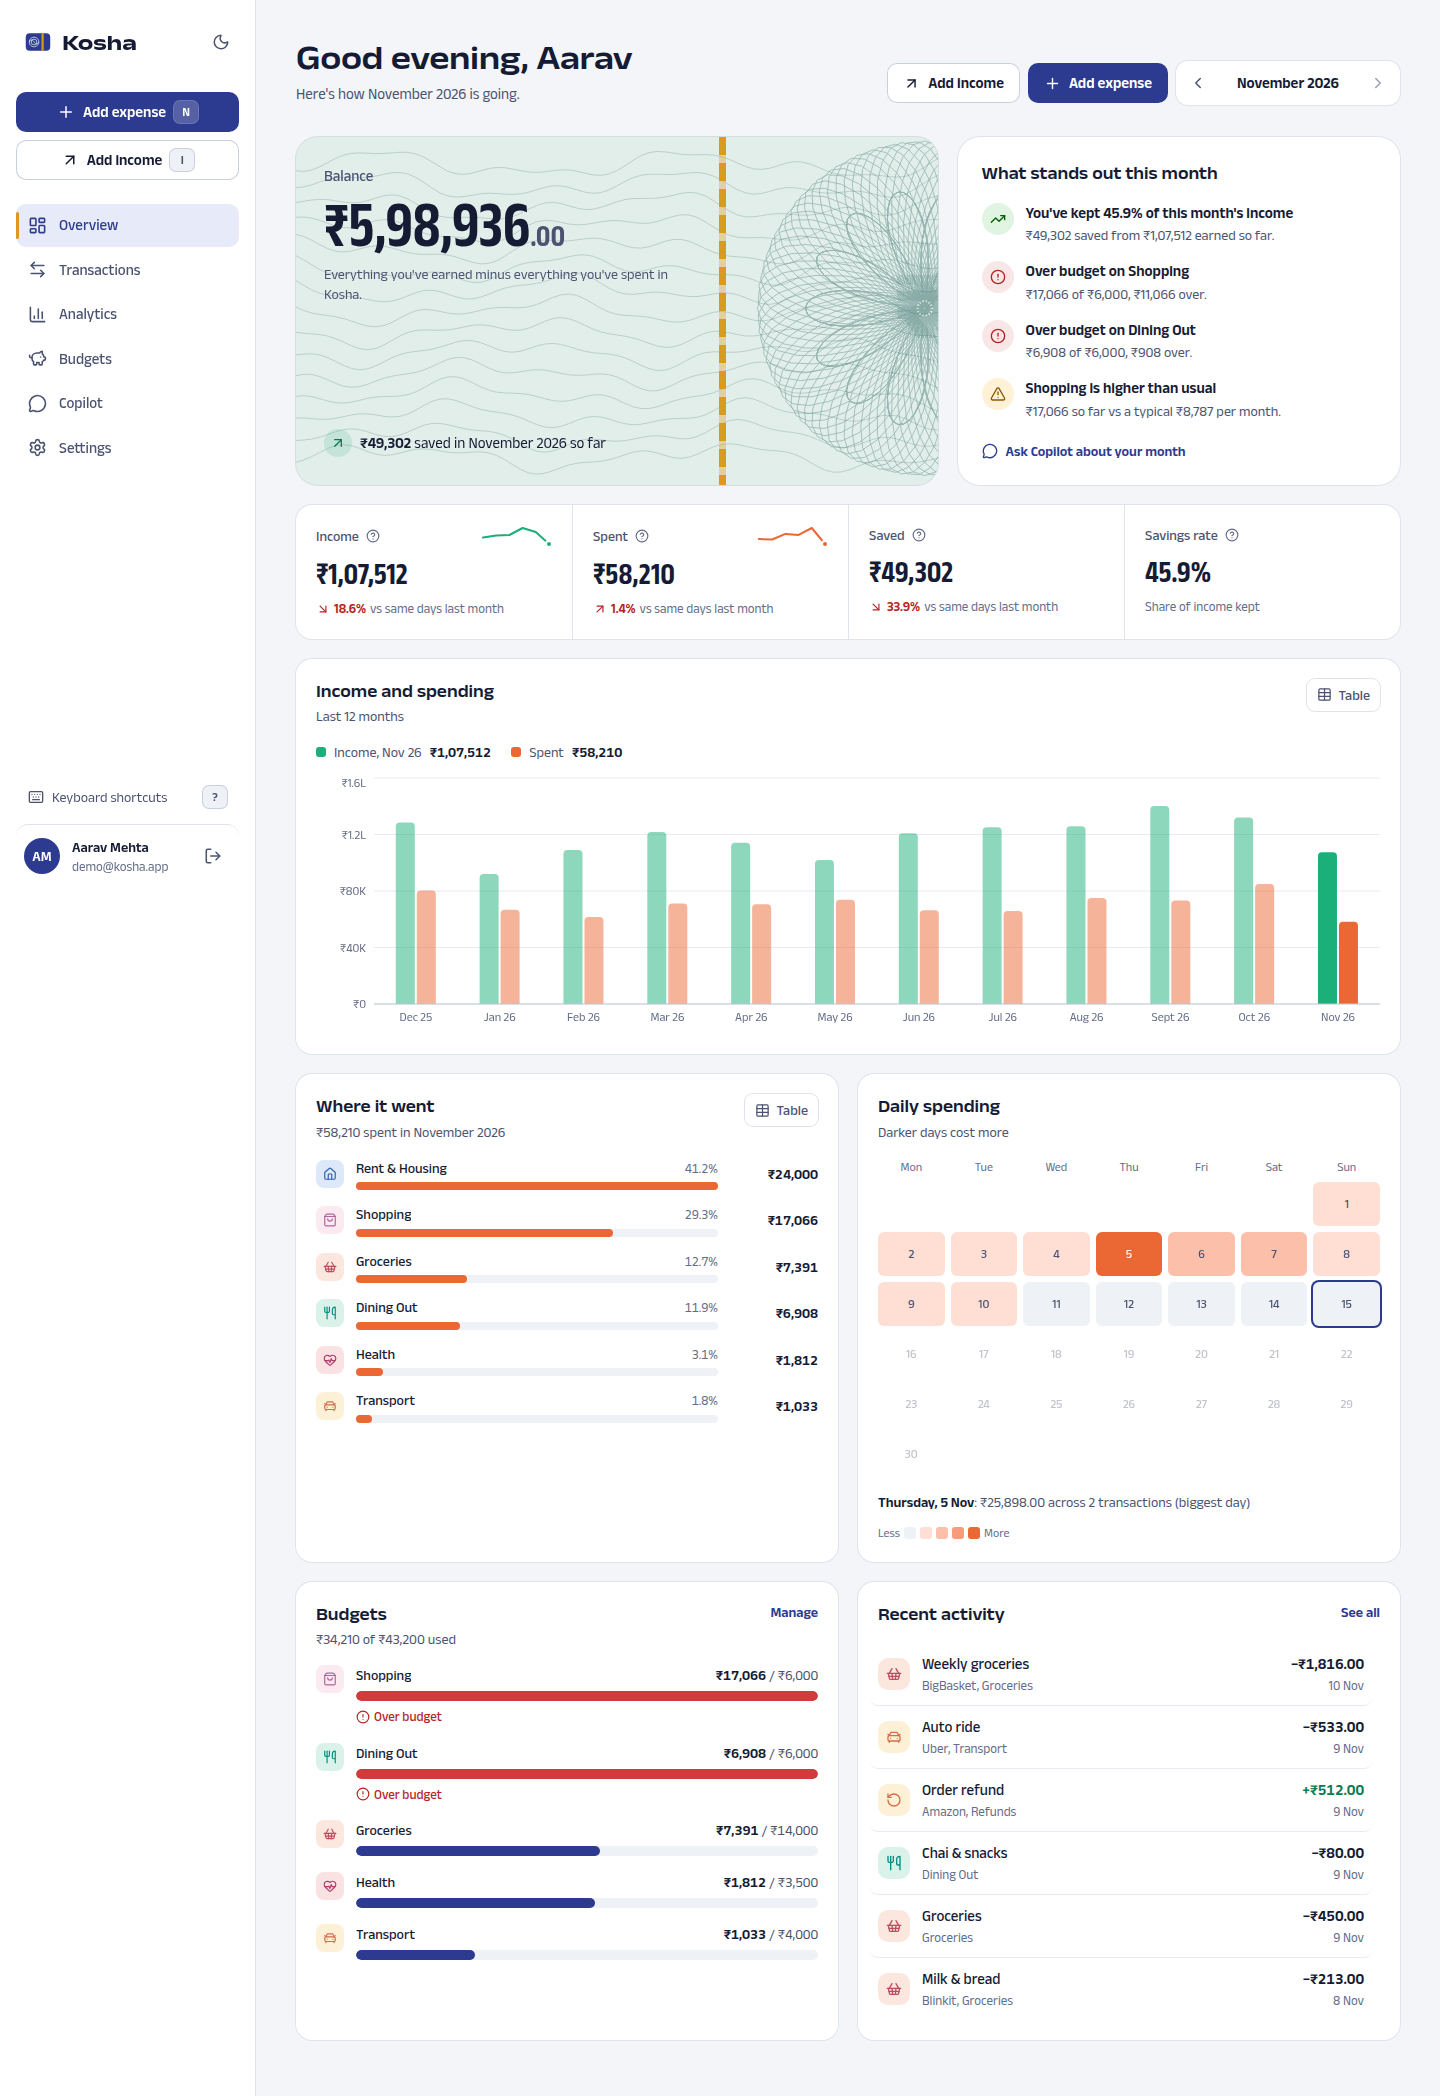 Kosha
Add expense N
Add income I
Overview
Transactions
Analytics
Budgets
Copilot
Settings
Keyboard shortcuts ?
AM
Aarav Mehta
demo@kosha.app
Good evening, Aarav
Here's how November 2026 is going.
Add income
Add expense
November 2026
Balance
₹5,98,936.00
Everything you've earned minus everything you've spent in
Kosha.
₹49,302 saved in November 2026 so far
What stands out this month
You've kept 45.9% of this month's income
₹49,302 saved from ₹1,07,512 earned so far.
Over budget on Shopping
₹17,066 of ₹6,000, ₹11,066 over.
Over budget on Dining Out
₹6,908 of ₹6,000, ₹908 over.
Shopping is higher than usual
₹17,066 so far vs a typical ₹8,787 per month.
Ask Copilot about your month
Income
₹1,07,512
18.6% vs same days last month
Spent
₹58,210
1.4% vs same days last month
Saved
₹49,302
33.9% vs same days last month
Savings rate
45.9%
Share of income kept
Income and spending
Last 12 months
Table
Income, Nov 26 ₹1,07,512 Spent ₹58,210
₹1.6L
₹1.2L
₹80K
₹40K
₹0
Dec 25 Jan 26 Feb 26 Mar 26 Apr 26 May 26 Jun 26 Jul 26 Aug 26 Sept 26 Oct 26 Nov 26
Where it went
₹58,210 spent in November 2026
Table
Rent & Housing 41.2% ₹24,000
Shopping 29.3% ₹17,066
Groceries 12.7% ₹7,391
Dining Out 11.9% ₹6,908
Health 3.1% ₹1,812
Transport 1.8% ₹1,033
Daily spending
Darker days cost more
Mon Tue Wed Thu Fri Sat Sun
1
2 3 4 5 6 7 8
9 10 11 12 13 14 15
16 17 18 19 20 21 22
23 24 25 26 27 28 29
30
Thursday, 5 Nov: ₹25,898.00 across 2 transactions (biggest day)
Less More
Budgets
Manage
₹34,210 of ₹43,200 used
Shopping ₹17,066 / ₹6,000
Over budget
Dining Out ₹6,908 / ₹6,000
Over budget
Groceries ₹7,391 / ₹14,000
Health ₹1,812 / ₹3,500
Transport ₹1,033 / ₹4,000
Recent activity
See all
Weekly groceries −₹1,816.00
BigBasket, Groceries 10 Nov
Auto ride −₹533.00
Uber, Transport 9 Nov
Order refund +₹512.00
Amazon, Refunds 9 Nov
Chai & snacks −₹80.00
Dining Out 9 Nov
Groceries −₹450.00
Groceries 9 Nov
Milk & bread −₹213.00
Blinkit, Groceries 8 Nov